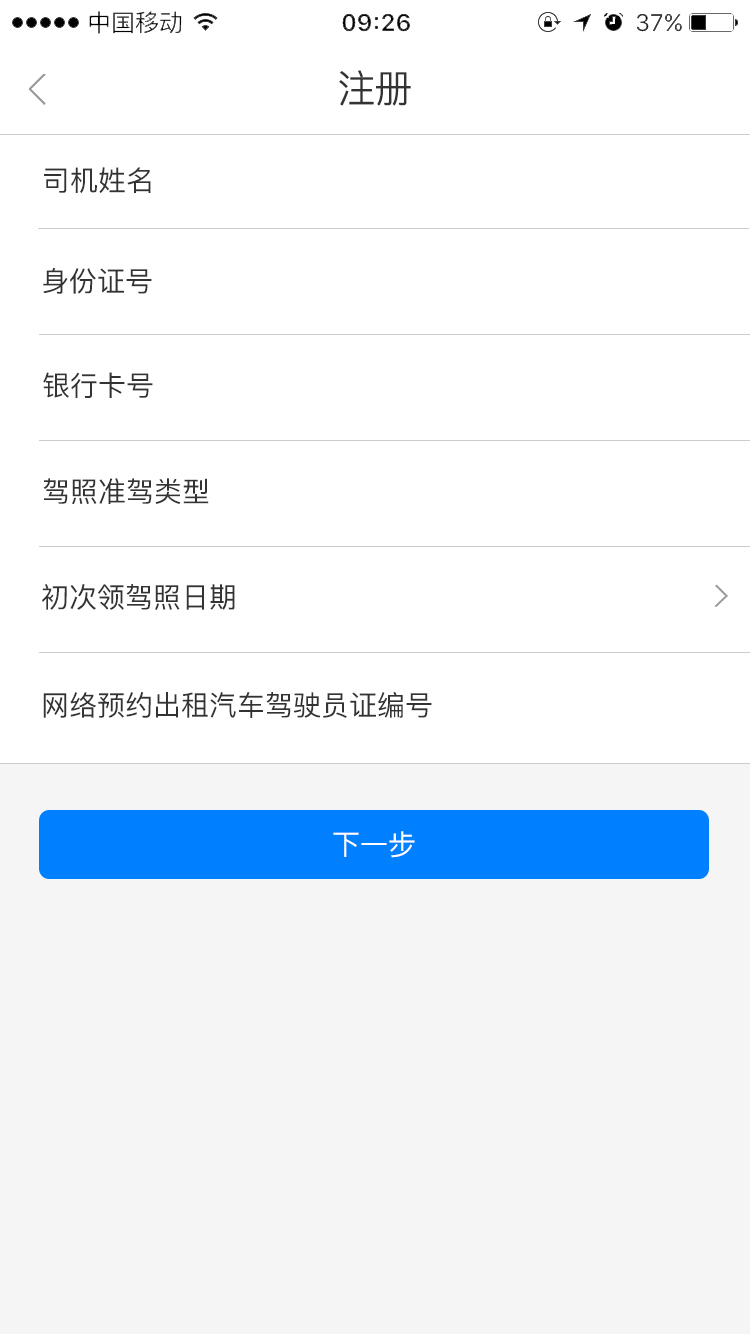 中国移动 09:26 37%
注册
司机姓名
身份证号
银行卡号
驾照准驾类型
初次领驾照日期
网络预约出租汽车驾驶员证编号
下一步